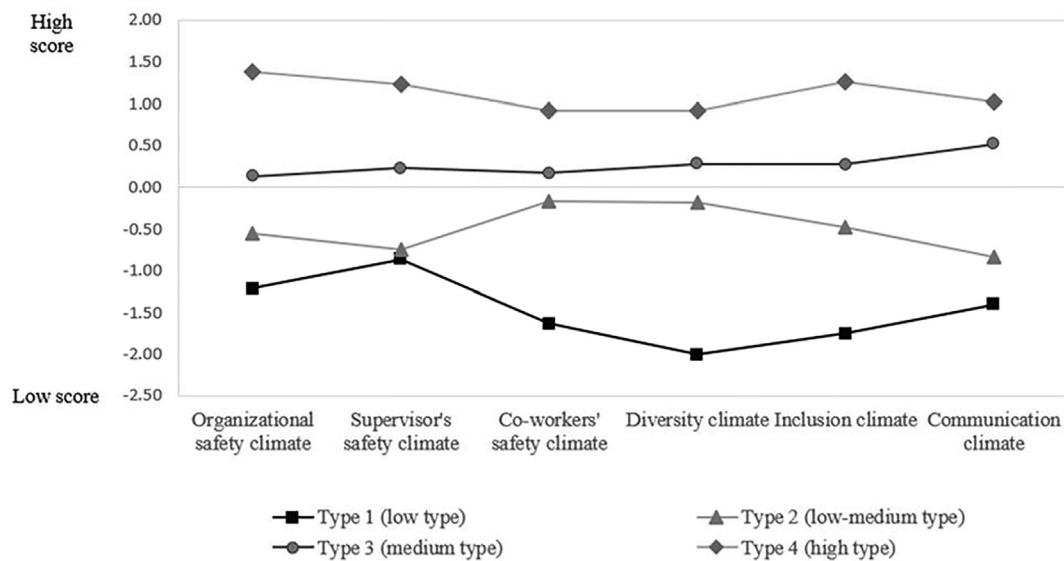 High
score
2.00
1.50
1.00
0.50
0.00
-0.50
-1.00
-1.50
-2.00
-2.50
Low score
Organizational
safety climate
Supervisor's
safety climate
Co-workers'
safety climate
Diversity climate
Inclusion climate
Communication
climate
Type 1 (low type)
Type 2 (low-medium type)
Type 3 (medium type)
Type 4 (high type)